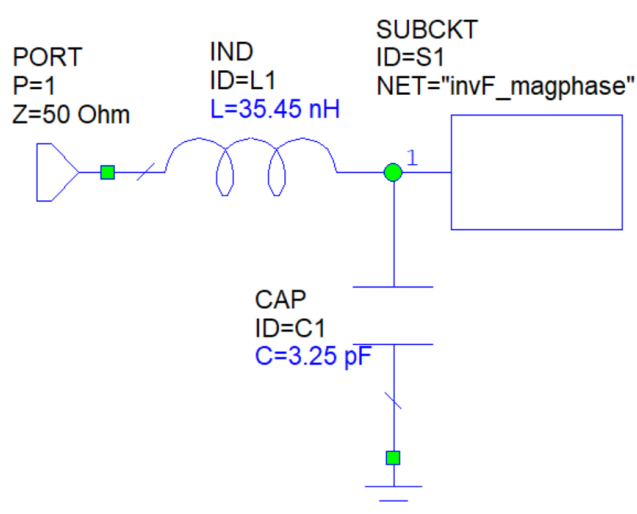 PORT
P=1
Z=50 Ohm
IND
ID=L1
L=35.45 nH
SUBCKT
ID=S1
NET="invF_magphase"
1
CAP
ID=C1
C=3.25 pF